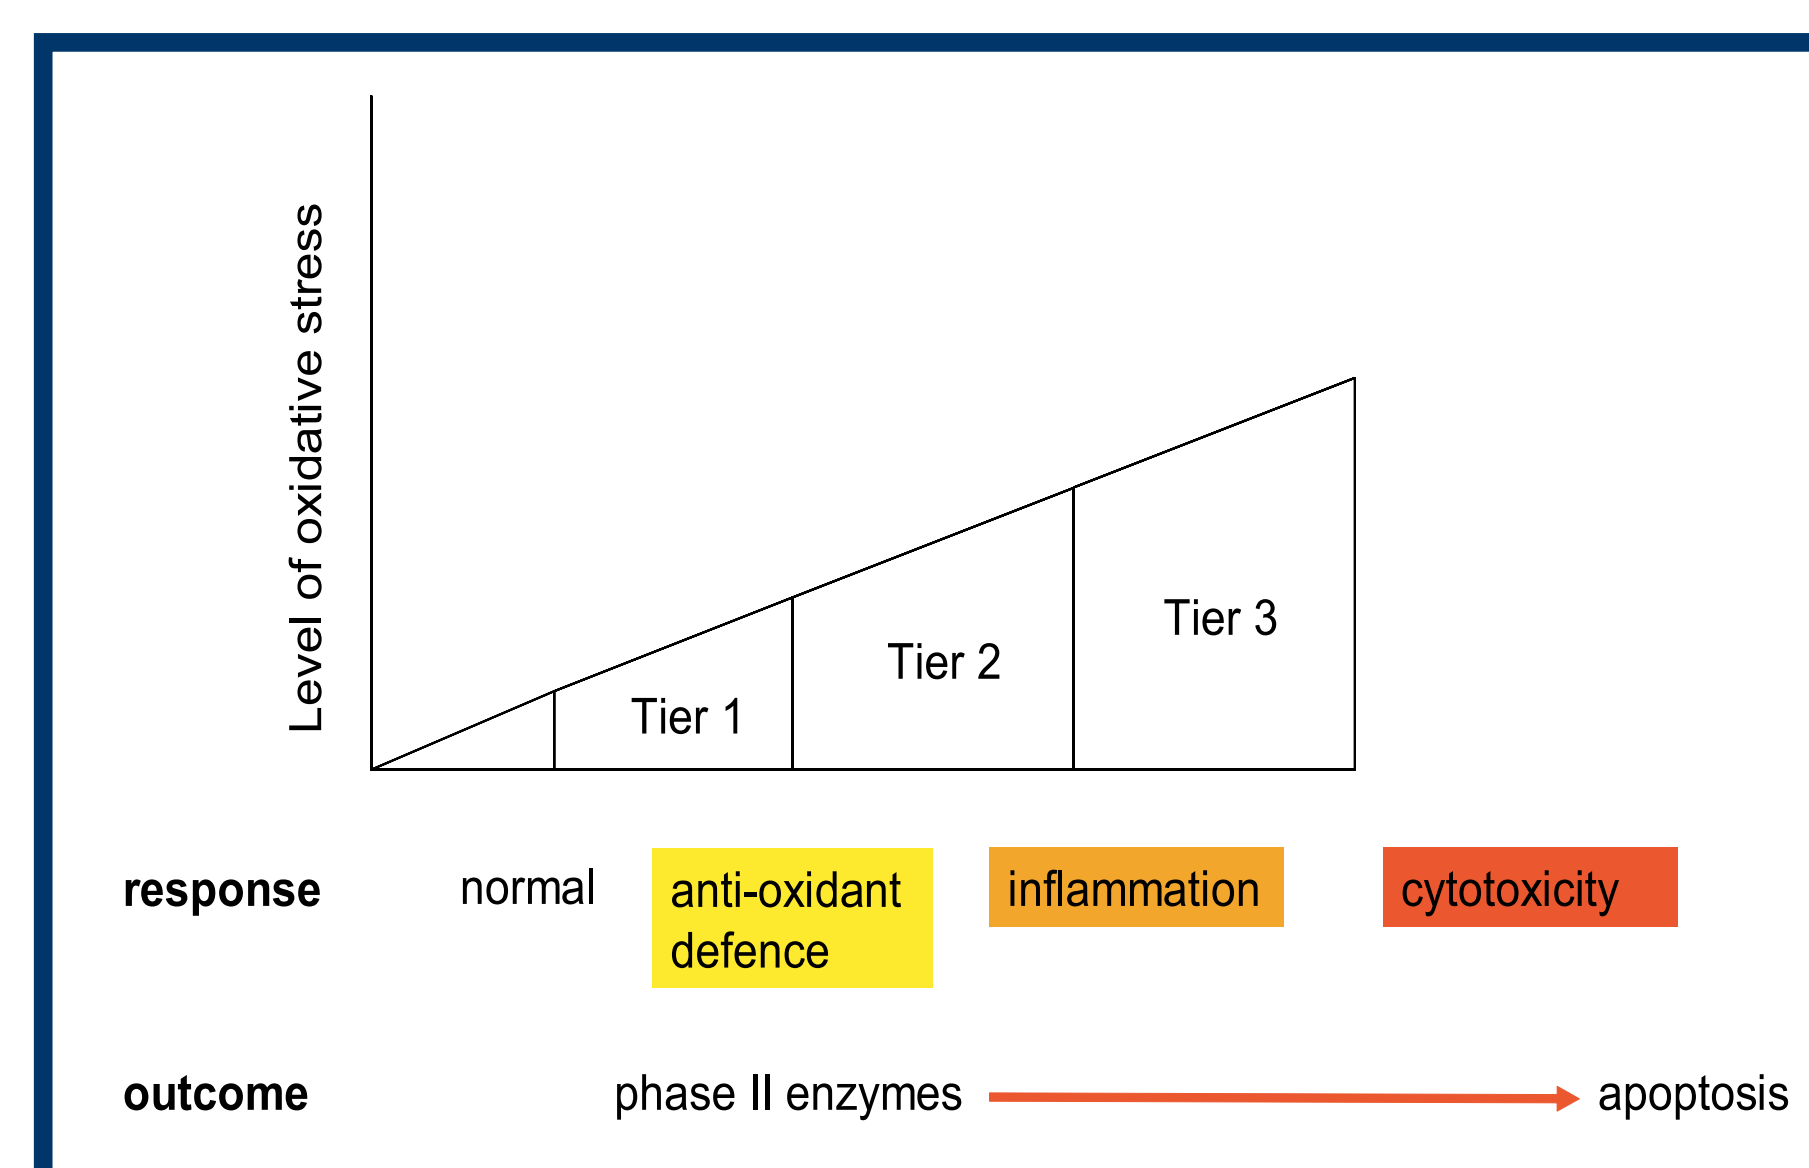 Level of oxidative stress
Tier 1
Tier 2
Tier 3
response
normal
anti-oxidant
defence
inflammation
cytotoxicity
outcome
phase II enzymes
apoptosis